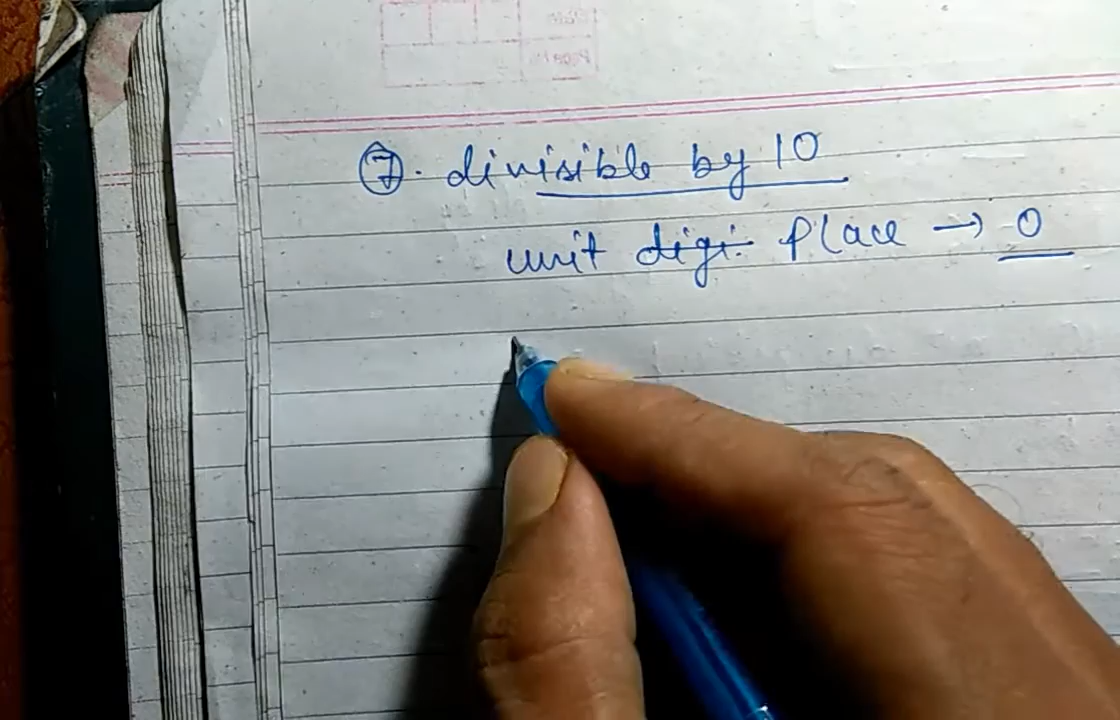 7. divisible by 10
unit digi. place → 0